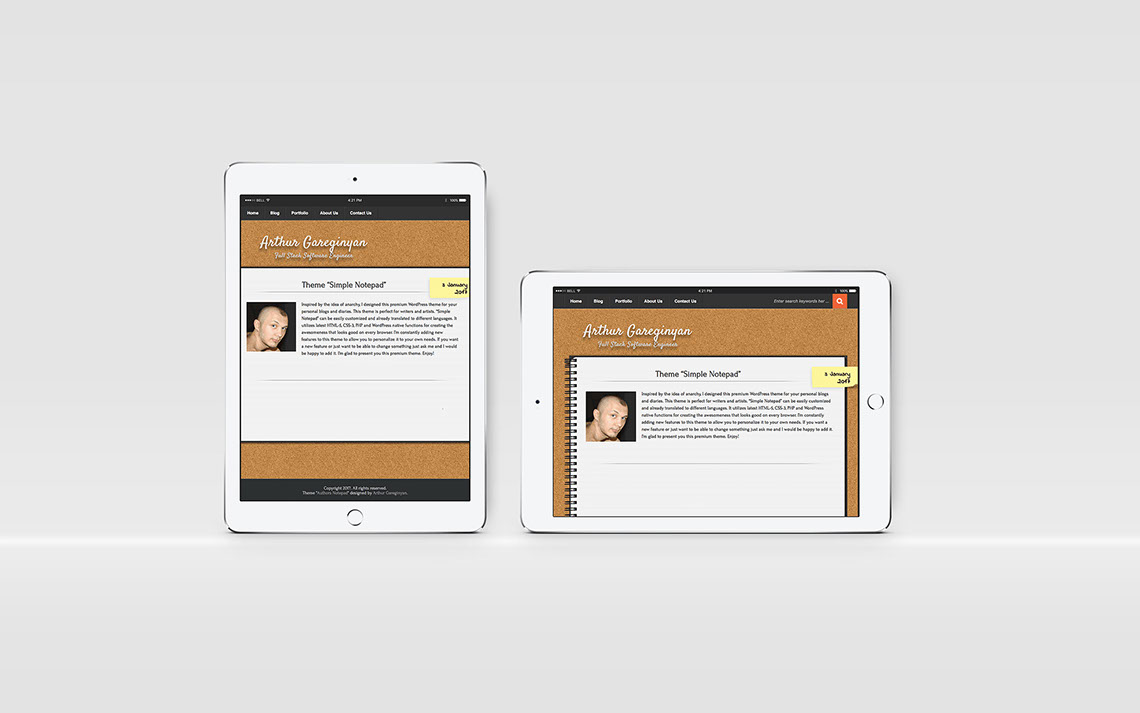 BELL 4:21 PM 100%
Home Blog Portfolio About Us Contact Us
Arthur Gareginyan
Full Stack Software Engineer
Theme "Simple Notepad"
3 January
2017
Inspired by the idea of anarchy, I designed this premium WordPress theme for your
personal blogs and diaries. This theme is perfect for writers and artists. "Simple
Notepad" can be easily customized and already translated to different languages. It
utilizes latest HTML-5, CSS-3, PHP and WordPress native functions for creating the
awesomeness that looks good on every browser. I'm constantly adding new
features to this theme to allow you to personalize it to your own needs. If you want
a new feature or just want to be able to change something just ask me and I would
be happy to add it. I'm glad to present you this premium theme. Enjoy!
Copyright 2017. All rights reserved.
Theme "Authors Notepad" designed by Arthur Gareginyan.
BELL 4:21 PM 100%
Home Blog Portfolio About Us Contact Us Enter search keywords her ...
Arthur Gareginyan
Full Stack Software Engineer
Theme "Simple Notepad"
3 January
2017
Inspired by the idea of anarchy, I designed this premium WordPress theme for your personal blogs
and diaries. This theme is perfect for writers and artists. "Simple Notepad" can be easily customized
and already translated to different languages. It utilizes latest HTML-5, CSS-3, PHP and WordPress
native functions for creating the awesomeness that looks good on every browser. I'm constantly
adding new features to this theme to allow you to personalize it to your own needs. If you want a
new feature or just want to be able to change something just ask me and I would be happy to add it.
I'm glad to present you this premium theme. Enjoy!